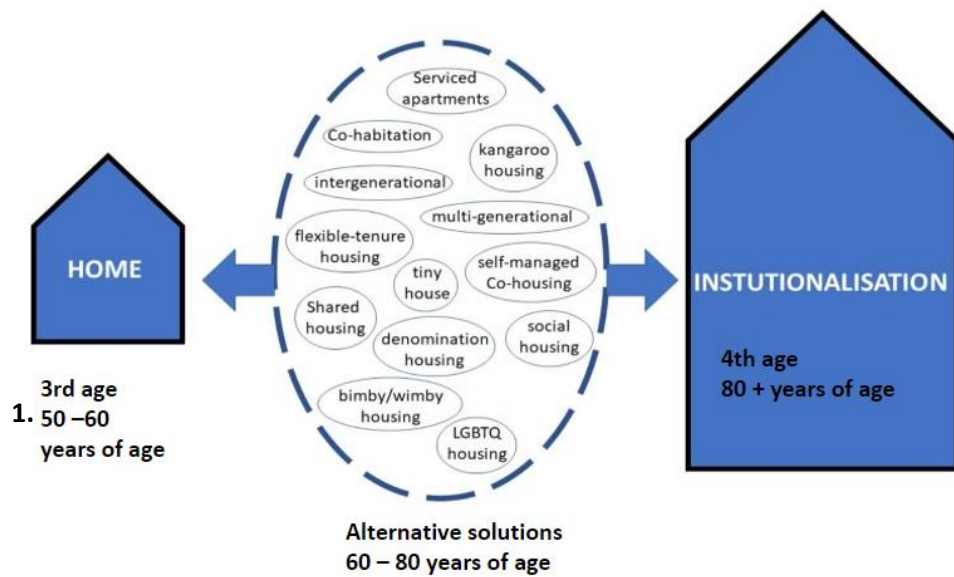 Serviced
apartments
Co-habitation
kangaroo
housing
intergenerational
multi-generational
flexible-tenure
housing
self-managed
Co-housing
tiny
house
Shared
housing
social
housing
denomination
housing
bimby/wimby
housing
LGBTQ
housing
HOME
INSTUTIONALISATION
1.
3rd age
50 –60
years of age
4th age
80 + years of age
Alternative solutions
60 – 80 years of age